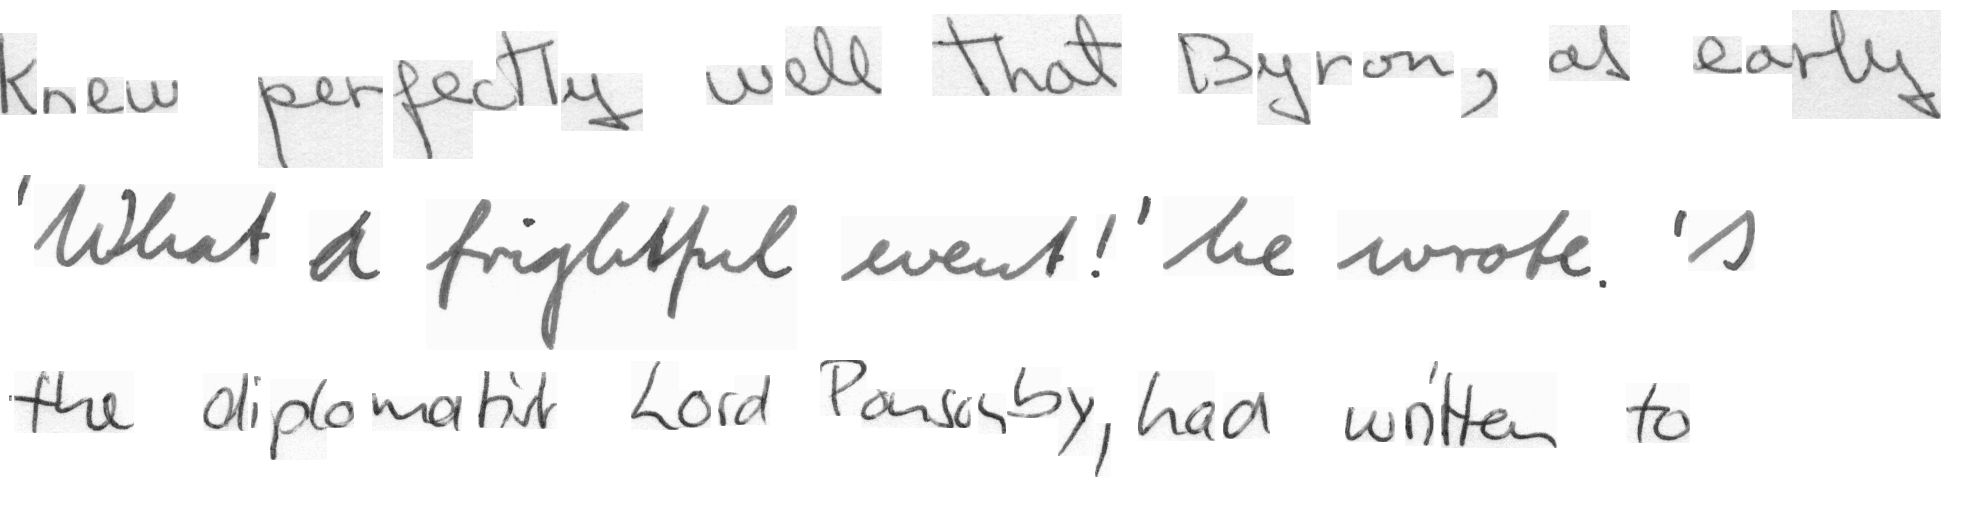 knew perfectly well that Byron, as early
'What a frightful event!' he wrote. 's
the diplomatist Lord Ponsonby, had written to